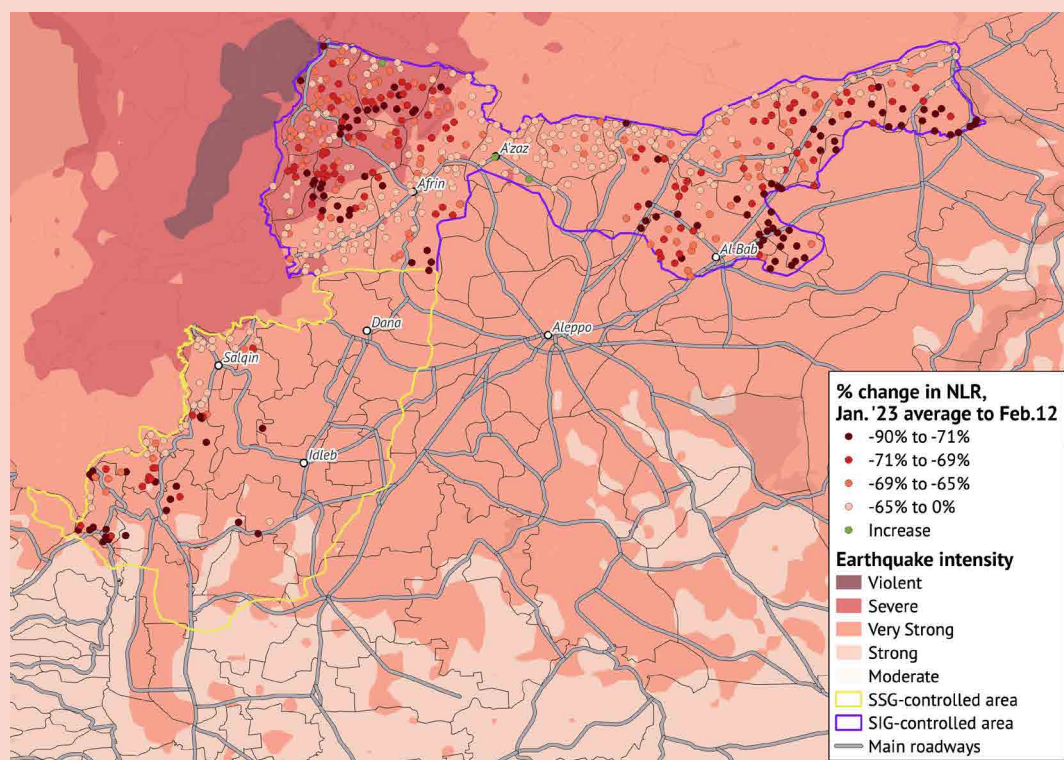 A'zaz
Afrin
Al-Bab
Dana
Aleppo
Salqin
Idleb
% change in NLR,
Jan. '23 average to Feb.12
-90% to -71%
-71% to -69%
-69% to -65%
-65% to 0%
Increase
Earthquake intensity
Violent
Severe
Very Strong
Strong
Moderate
SSG-controlled area
SIG-controlled area
Main roadways